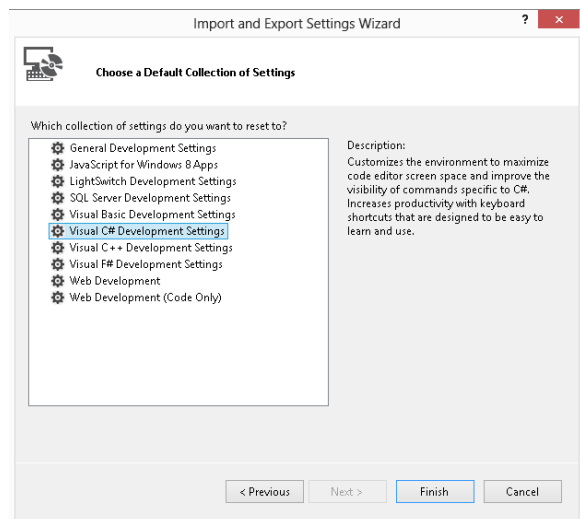 Import and Export Settings Wizard
?
×
Choose a Default Collection of Settings
Which collection of settings do you want to reset to?
General Development Settings
JavaScript for Windows 8 Apps
LightSwitch Development Settings
SQL Server Development Settings
Visual Basic Development Settings
Visual C# Development Settings
Visual C++ Development Settings
Visual F# Development Settings
Web Development
Web Development (Code Only)
Description:
Customizes the environment to maximize
code editor screen space and improve the
visibility of commands specific to C#.
Increases productivity with keyboard
shortcuts that are designed to be easy to
learn and use.
< Previous
Next >
Finish
Cancel